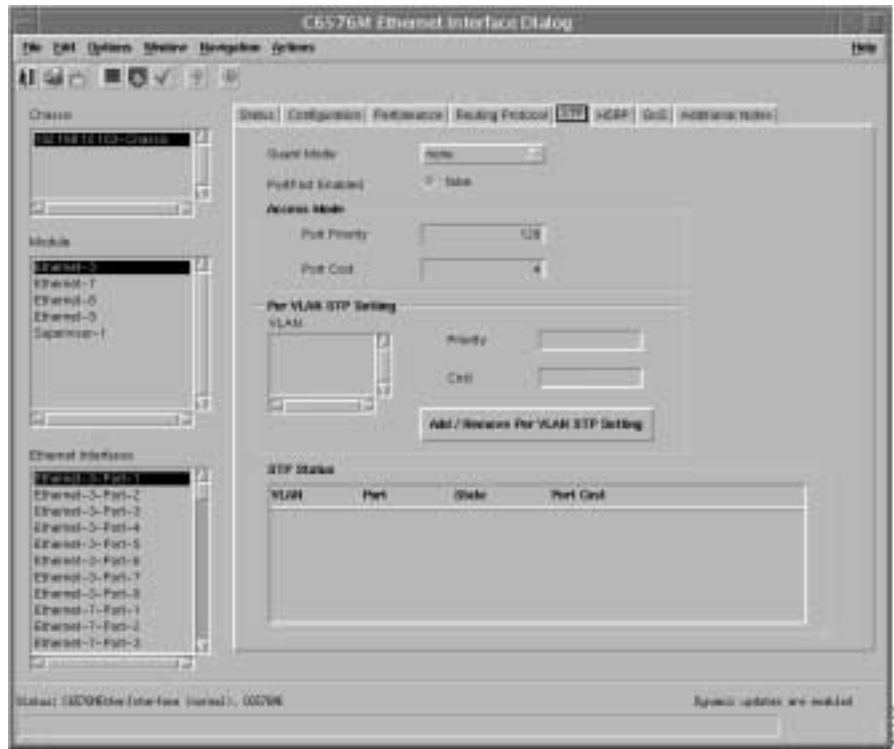 C6576M Ethernet Interface Dialog
File Edit Options Window Navigation Actions Help
Chassis
Status Configuration Performance Routing Protocol STP HSRP QoS Additional Notes
Guard Mode none
PortFast Enabled false
Access Mode
Port Priority 128
Port Cost 4
Module
Ethernet-3
Ethernet-7
Ethernet-8
Ethernet-9
Supervisor-1
Per VLAN STP Setting
VLAN
Priority
Cost
Add / Remove Per VLAN STP Setting
Ethernet Interfaces
Ethernet-3-Port-1
Ethernet-3-Port-2
Ethernet-3-Port-3
Ethernet-3-Port-4
Ethernet-3-Port-5
Ethernet-3-Port-6
Ethernet-3-Port-7
Ethernet-3-Port-8
Ethernet-7-Port-1
Ethernet-7-Port-2
Ethernet-7-Port-3
STP Status
VLAN Port State Port Cost
Status: (normal), Dynamic updates are enabled